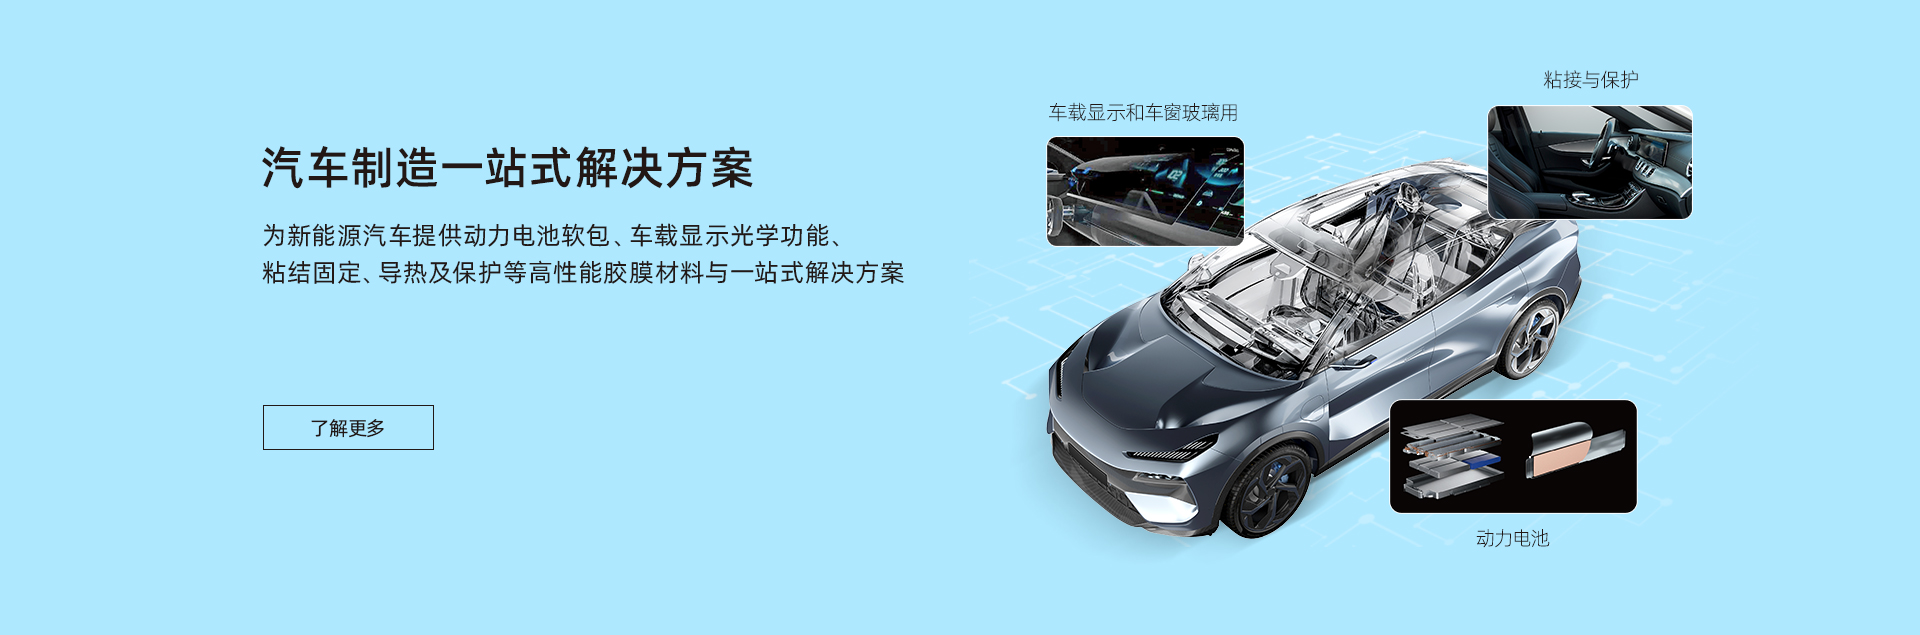 汽车制造一站式解决方案
为新能源汽车提供动力电池软包、车载显示光学功能、
粘结固定、导热及保护等高性能胶膜材料与一站式解决方案
了解更多
车载显示和车窗玻璃用
粘接与保护
动力电池